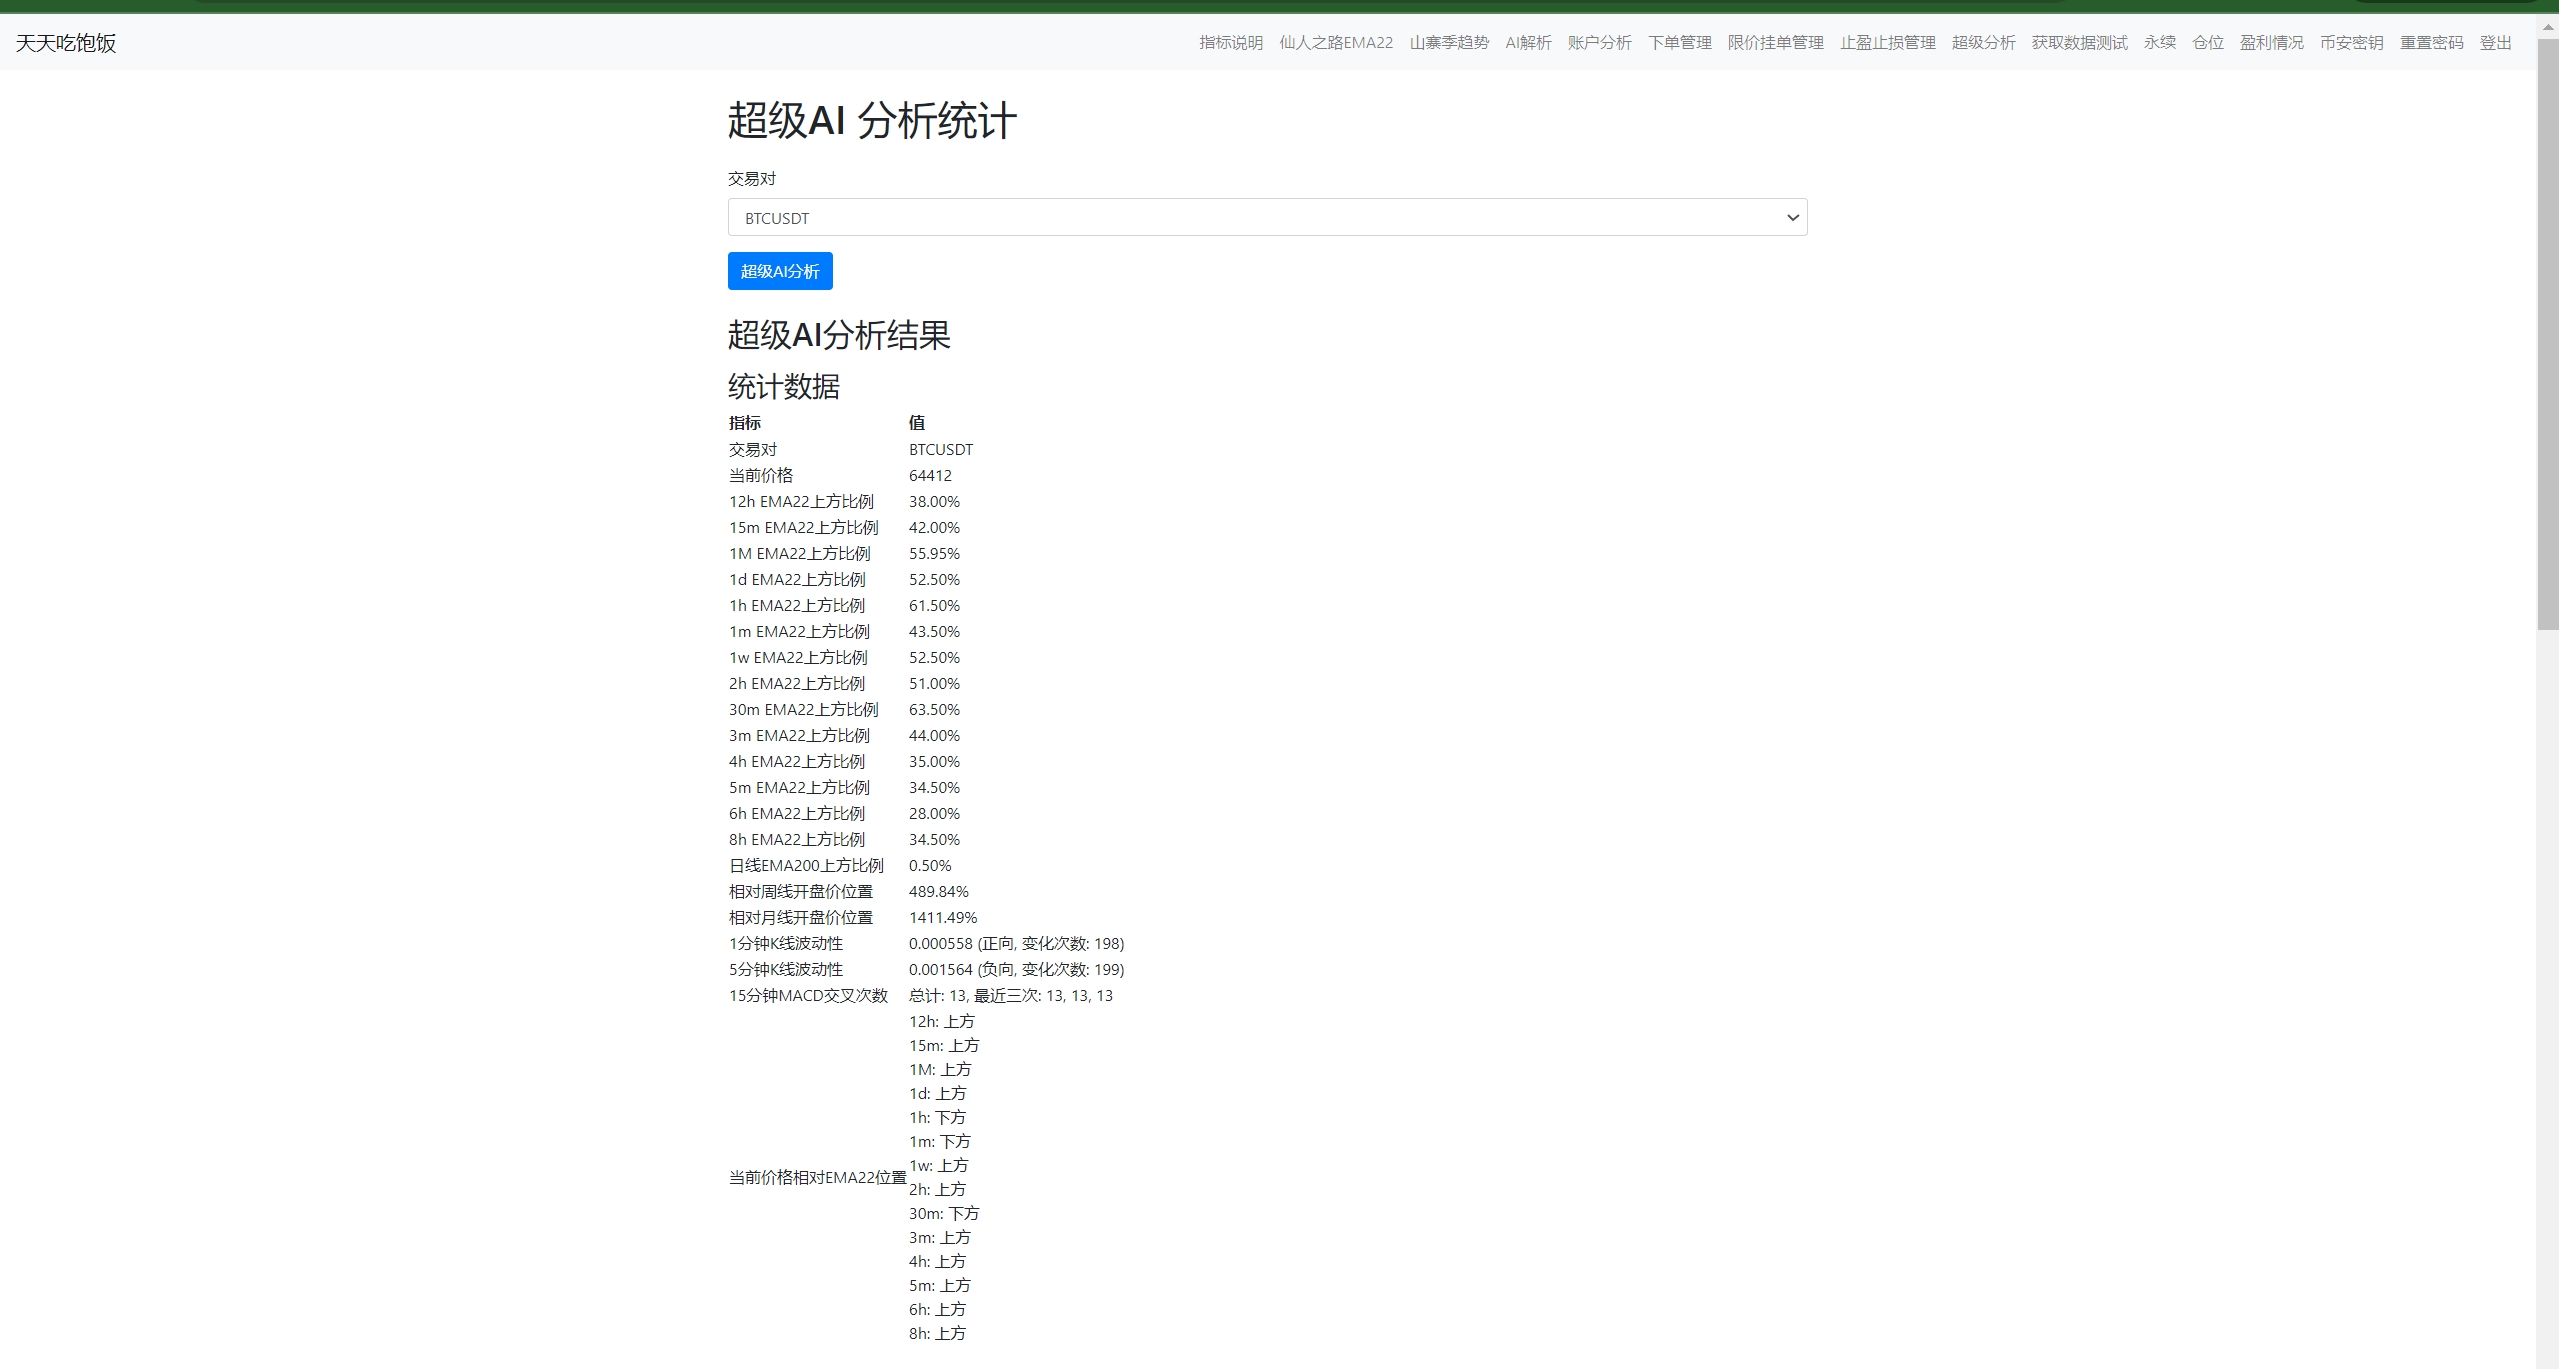 天天吃饱饭
指标说明 仙人之路EMA22 山寨季趋势 AI解析 账户分析 下单管理 限价挂单管理 止盈止损管理 超级分析 获取数据测试 永续 仓位 盈利情况 币安密钥 重置密码 登出
超级AI 分析统计
交易对
BTCUSDT
超级AI分析
超级AI分析结果
统计数据
指标 值
交易对 BTCUSDT
当前价格 64412
12h EMA22上方比例 38.00%
15m EMA22上方比例 42.00%
1M EMA22上方比例 55.95%
1d EMA22上方比例 52.50%
1h EMA22上方比例 61.50%
1m EMA22上方比例 43.50%
1w EMA22上方比例 52.50%
2h EMA22上方比例 51.00%
30m EMA22上方比例 63.50%
3m EMA22上方比例 44.00%
4h EMA22上方比例 35.00%
5m EMA22上方比例 34.50%
6h EMA22上方比例 28.00%
8h EMA22上方比例 34.50%
日线EMA200上方比例 0.50%
相对周线开盘价位置 489.84%
相对月线开盘价位置 1411.49%
1分钟K线波动性 0.000558 (正向, 变化次数: 198)
5分钟K线波动性 0.001564 (负向, 变化次数: 199)
15分钟MACD交叉次数 总计: 13, 最近三次: 13, 13, 13
当前价格相对EMA22位置
12h: 上方
15m: 上方
1M: 上方
1d: 上方
1h: 下方
1m: 下方
1w: 上方
2h: 上方
30m: 下方
3m: 上方
4h: 上方
5m: 上方
6h: 上方
8h: 上方